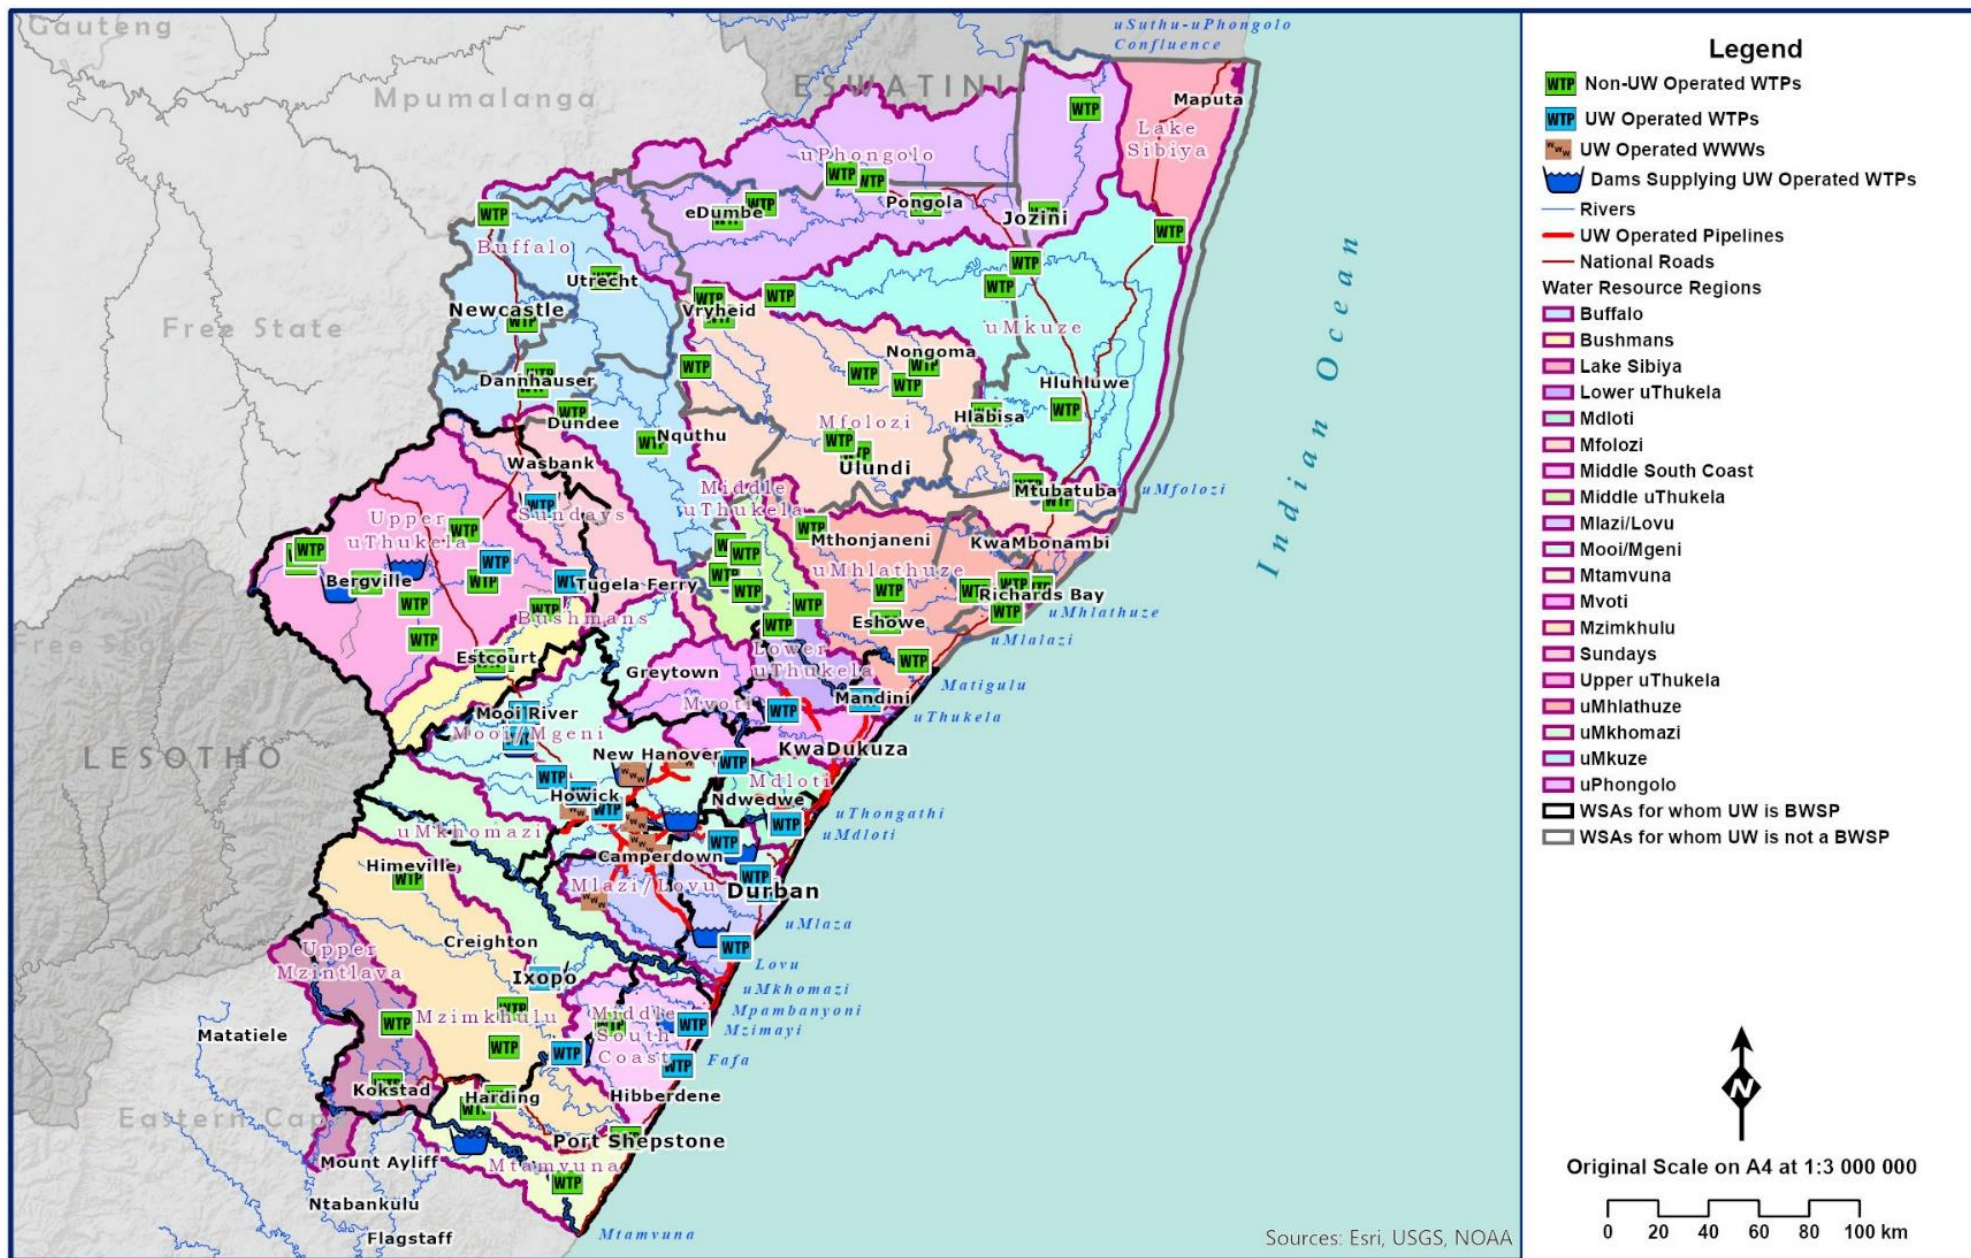 Gauteng
Mpumalanga
ESWATINI
uSuthu-uPhongolo
Confluence
Maputa
Lake
Sibiya
uPhongolo
eDumbe
Pongola
Jozini
Buffalo
Utrecht
Newcastle
Free State
Vryheid
uMkuze
Nongoma
Hluhluwe
Dannhauser
Dundee
Hlabisa
Nquthu
Mfolozi
Ulundi
Wasbank
Mtubatuba
uMfolozi
Middle
uThukela
Sundays
Upper
uThukela
Mthonjaneni
KwaMbonambi
uMhlathuze
Bergville
Tugela Ferry
Richards Bay
uMhlathuze
Bushmans
Eshowe
uMlalazi
Free State
Estcourt
Lower
uThukela
Greytown
Matigulu
Mvoti
Mandini
uThukela
Mooi River
Mooi/Mgeni
LESOTHO
New Hanover
KwaDukuza
Mdloti
Howick
Ndwedwe
uThongathi
uMdloti
uMkhomazi
Camperdown
Himeville
Mlazi/Lovu
Durban
uMlaza
Creighton
Upper
Mzintlava
Ixopo
Lovu
uMkhomazi
Mpambanyoni
Mzimayi
Mzimkhulu
Middle
South
Coast
Matatiele
Fafa
Kokstad
Harding
Hibberdene
Eastern Cap
Port Shepstone
Mount Ayliff
Mtamvuna
Ntabankulu
Flagstaff
Mtamvuna
Indian Ocean
Sources: Esri, USGS, NOAA
Legend
WTP Non-UW Operated WTPs
WTP UW Operated WTPs
WWW UW Operated WWWs
Dams Supplying UW Operated WTPs
Rivers
UW Operated Pipelines
National Roads
Water Resource Regions
Buffalo
Bushmans
Lake Sibiya
Lower uThukela
Mdloti
Mfolozi
Middle South Coast
Middle uThukela
Mlazi/Lovu
Mooi/Mgeni
Mtamvuna
Mvoti
Mzimkhulu
Sundays
Upper uThukela
uMhlathuze
uMkhomazi
uMkuze
uPhongolo
WSAs for whom UW is BWSP
WSAs for whom UW is not a BWSP
N
Original Scale on A4 at 1:3 000 000
0 20 40 60 80 100 km